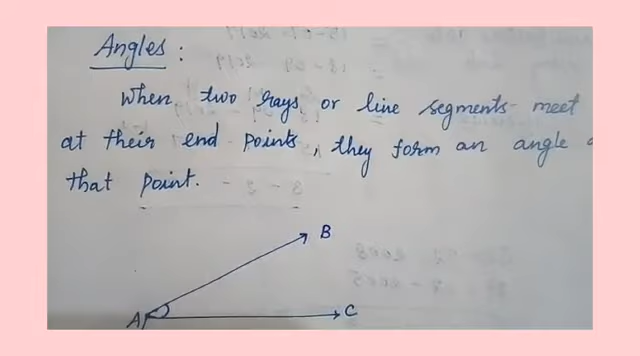 Angles :
When two rays or line segments meet
at their end points, they form an angle
that point.
B
A
C